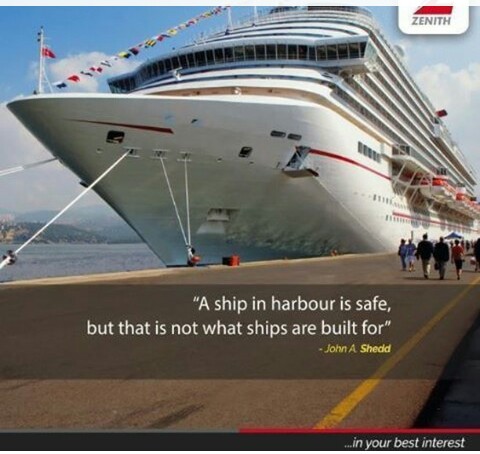 ZENITH
“A ship in harbour is safe,
but that is not what ships are built for”
- John A. Shedd
...in your best interest